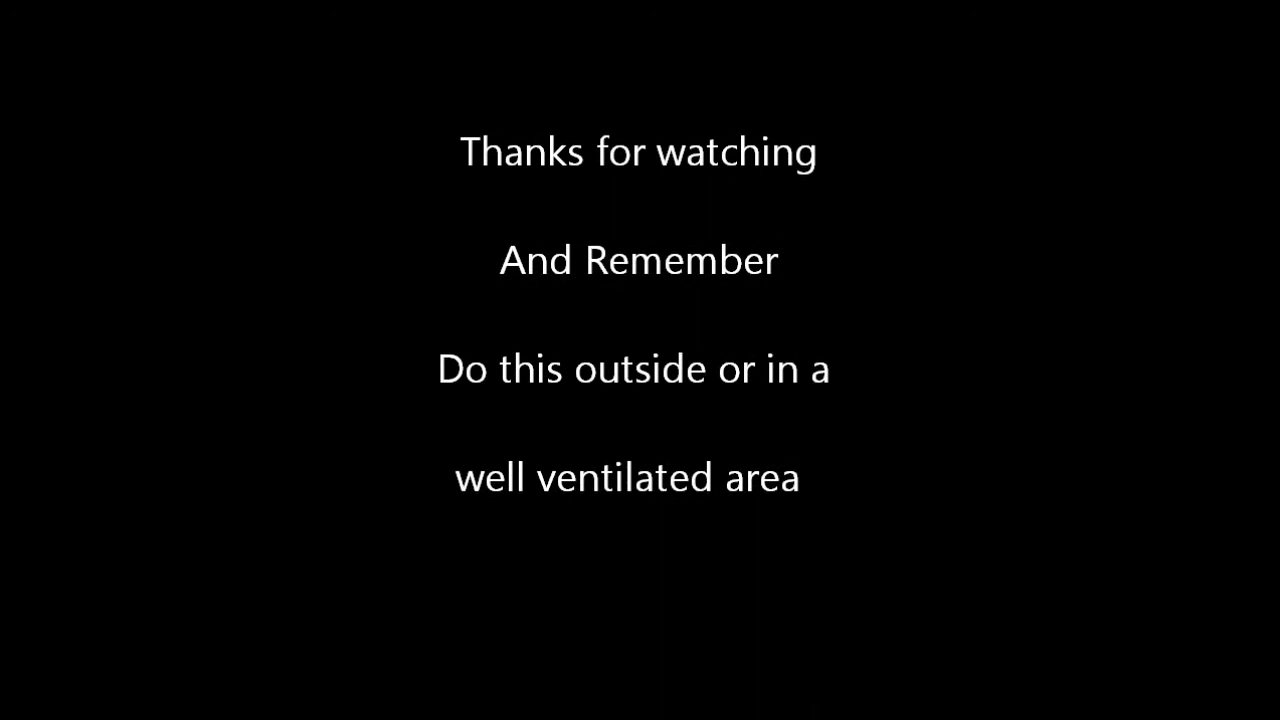 Thanks for watching
And Remember
Do this outside or in a
well ventilated area